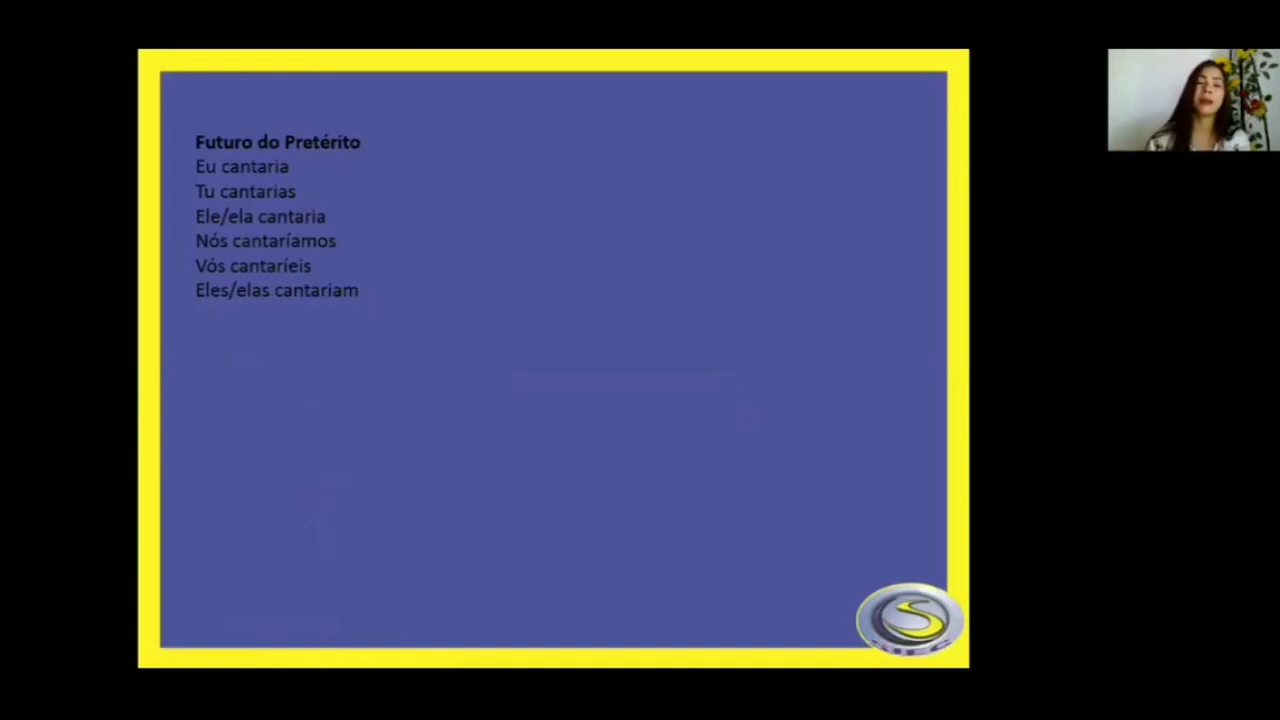 Futuro do Pretérito
Eu cantaria
Tu cantarias
Ele/ela cantaria
Nós cantaríamos
Vós cantaríeis
Eles/elas cantariam